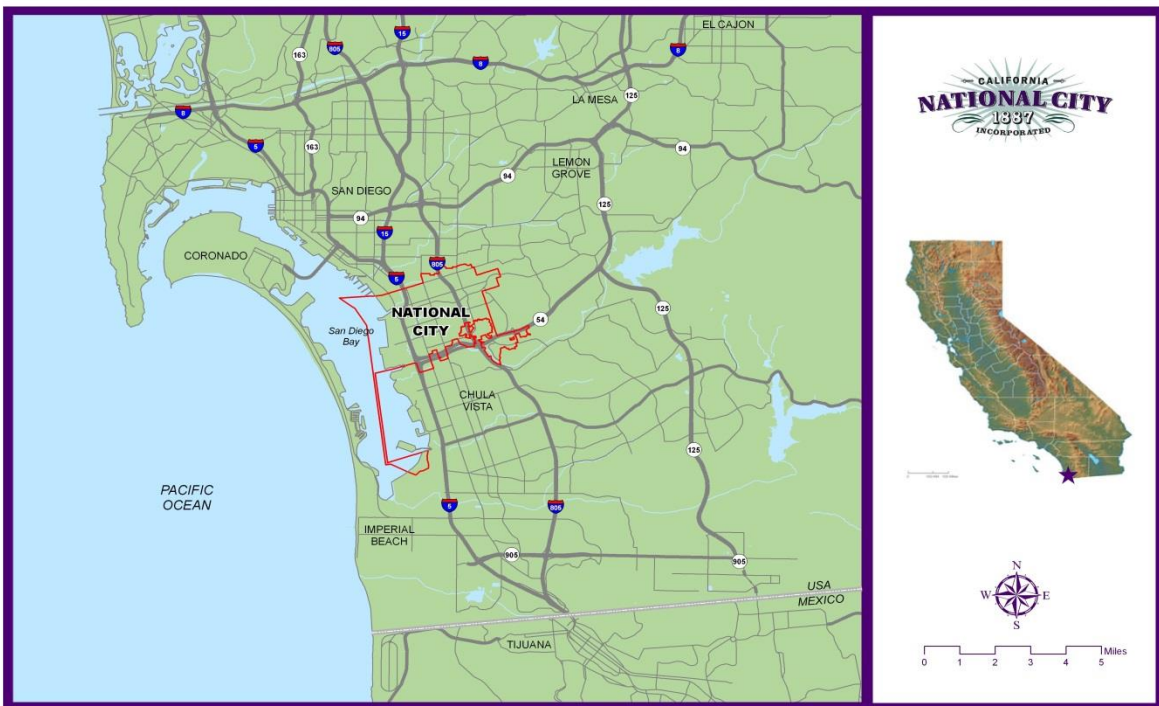 EL CAJON
15
805
163
8
8
125
LA MESA
8
5
163
94
LEMON
GROVE
94
SAN DIEGO
125
94
15
CORONADO
805
5
125
54
NATIONAL
CITY
San Diego
Bay
CHULA
VISTA
125
PACIFIC
OCEAN
5
805
IMPERIAL
BEACH
905
905
USA
MEXICO
TIJUANA
CALIFORNIA
NATIONAL CITY
1887
INCORPORATED
N
W
E
S
Miles
0 1 2 3 4 5